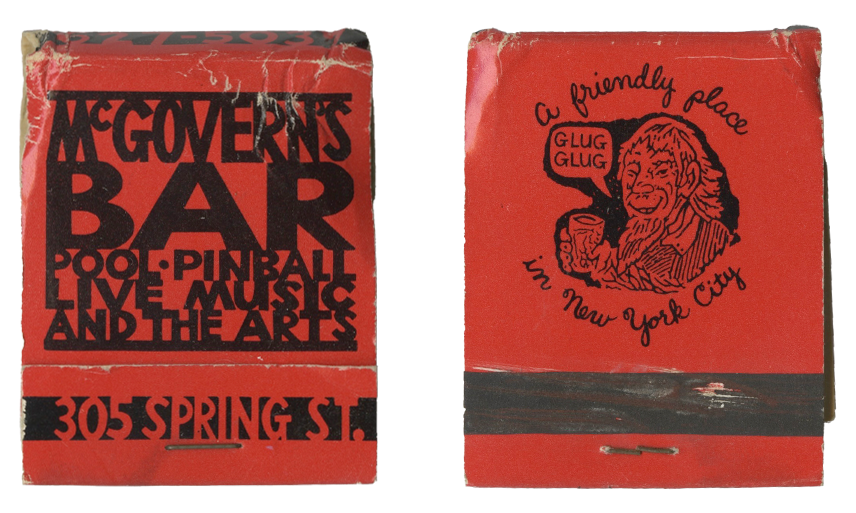 McGOVERN'S
BAR
POOL·PINBALL
LIVE MUSIC
AND THE ARTS
305 SPRING ST.
a friendly place
GLUG
GLUG
in New York City